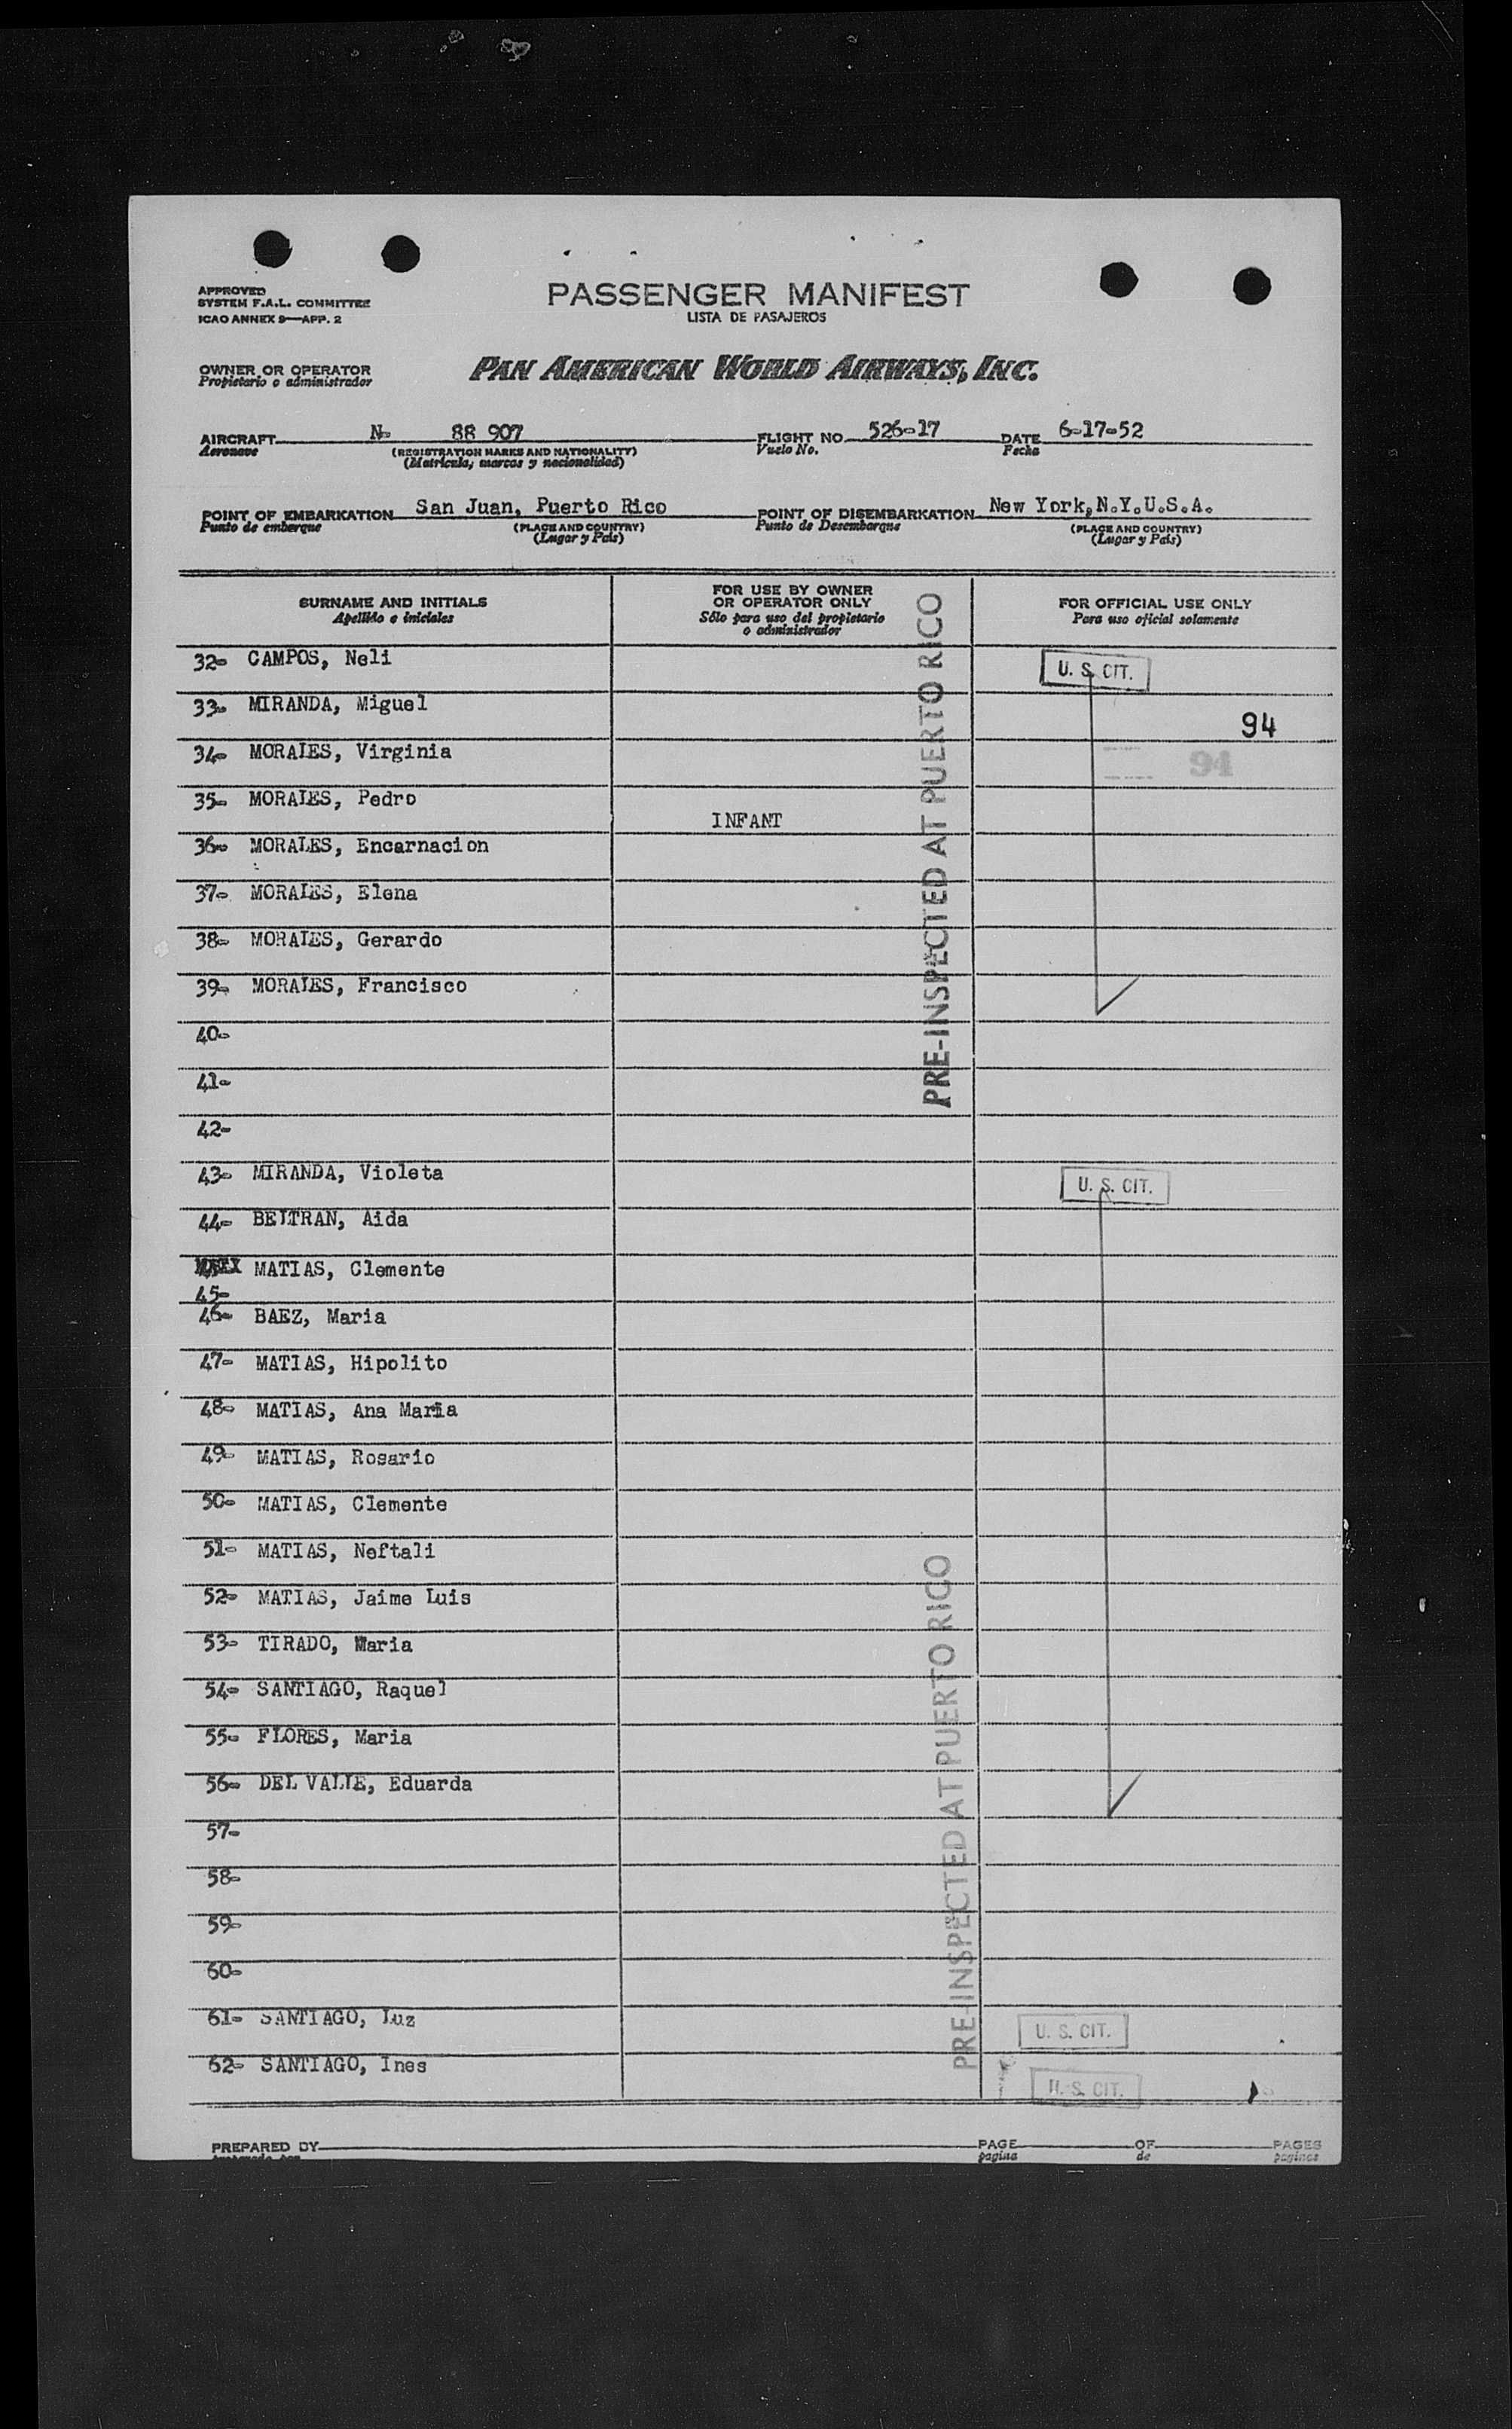 APPROVED
SYSTEM F.A.L. COMMITTEE
ICAO ANNEX 9—APP. 2
PASSENGER MANIFEST
LISTA DE PASAJEROS
OWNER OR OPERATOR
Propietario o administrador
PAN AMERICAN WORLD AIRWAYS, INC.
AIRCRAFT N- 88 907 FLIGHT NO. 526-17 DATE 6-17-52
Aeronave (REGISTRATION MARKS AND NATIONALITY) Vuelo No. Fecha
(Matrícula, marcas y nacionalidad)
POINT OF EMBARKATION San Juan, Puerto Rico POINT OF DISEMBARKATION New York,N.Y.U.S.A.
Punto de embarque (PLACE AND COUNTRY) Punto de Desembarque (PLACE AND COUNTRY)
(Lugar y País) (Lugar y País)
SURNAME AND INITIALS
Apellido e iniciales
FOR USE BY OWNER
OR OPERATOR ONLY
Sólo para uso del propietario
o administrador
FOR OFFICIAL USE ONLY
Para uso oficial solamente
PRE-INSPECTED AT PUERTO RICO
32- CAMPOS, Neli U. S. CIT.
33- MIRANDA, Miguel 94
34- MORALES, Virginia 94
35- MORALES, Pedro INFANT
36- MORALES, Encarnacion
37- MORALES, Elena
38- MORALES, Gerardo
39- MORALES, Francisco
40-
41-
42-
43- MIRANDA, Violeta U. S. CIT.
44- BELTRAN, Aida
MATIAS, Clemente
45-
46- BAEZ, Maria
47- MATIAS, Hipolito
48- MATIAS, Ana Maria
49- MATIAS, Rosario
50- MATIAS, Clemente
51- MATIAS, Neftali
52- MATIAS, Jaime Luis
53- TIRADO, Maria
54- SANTIAGO, Raquel
55- FLORES, Maria
56- DEL VALLE, Eduarda
57-
58-
59-
60-
61- SANTIAGO, Luz U. S. CIT.
62- SANTIAGO, Ines U. S. CIT.
PRE-INSPECTED AT PUERTO RICO
PREPARED BY PAGE OF PAGES
pagina de paginas